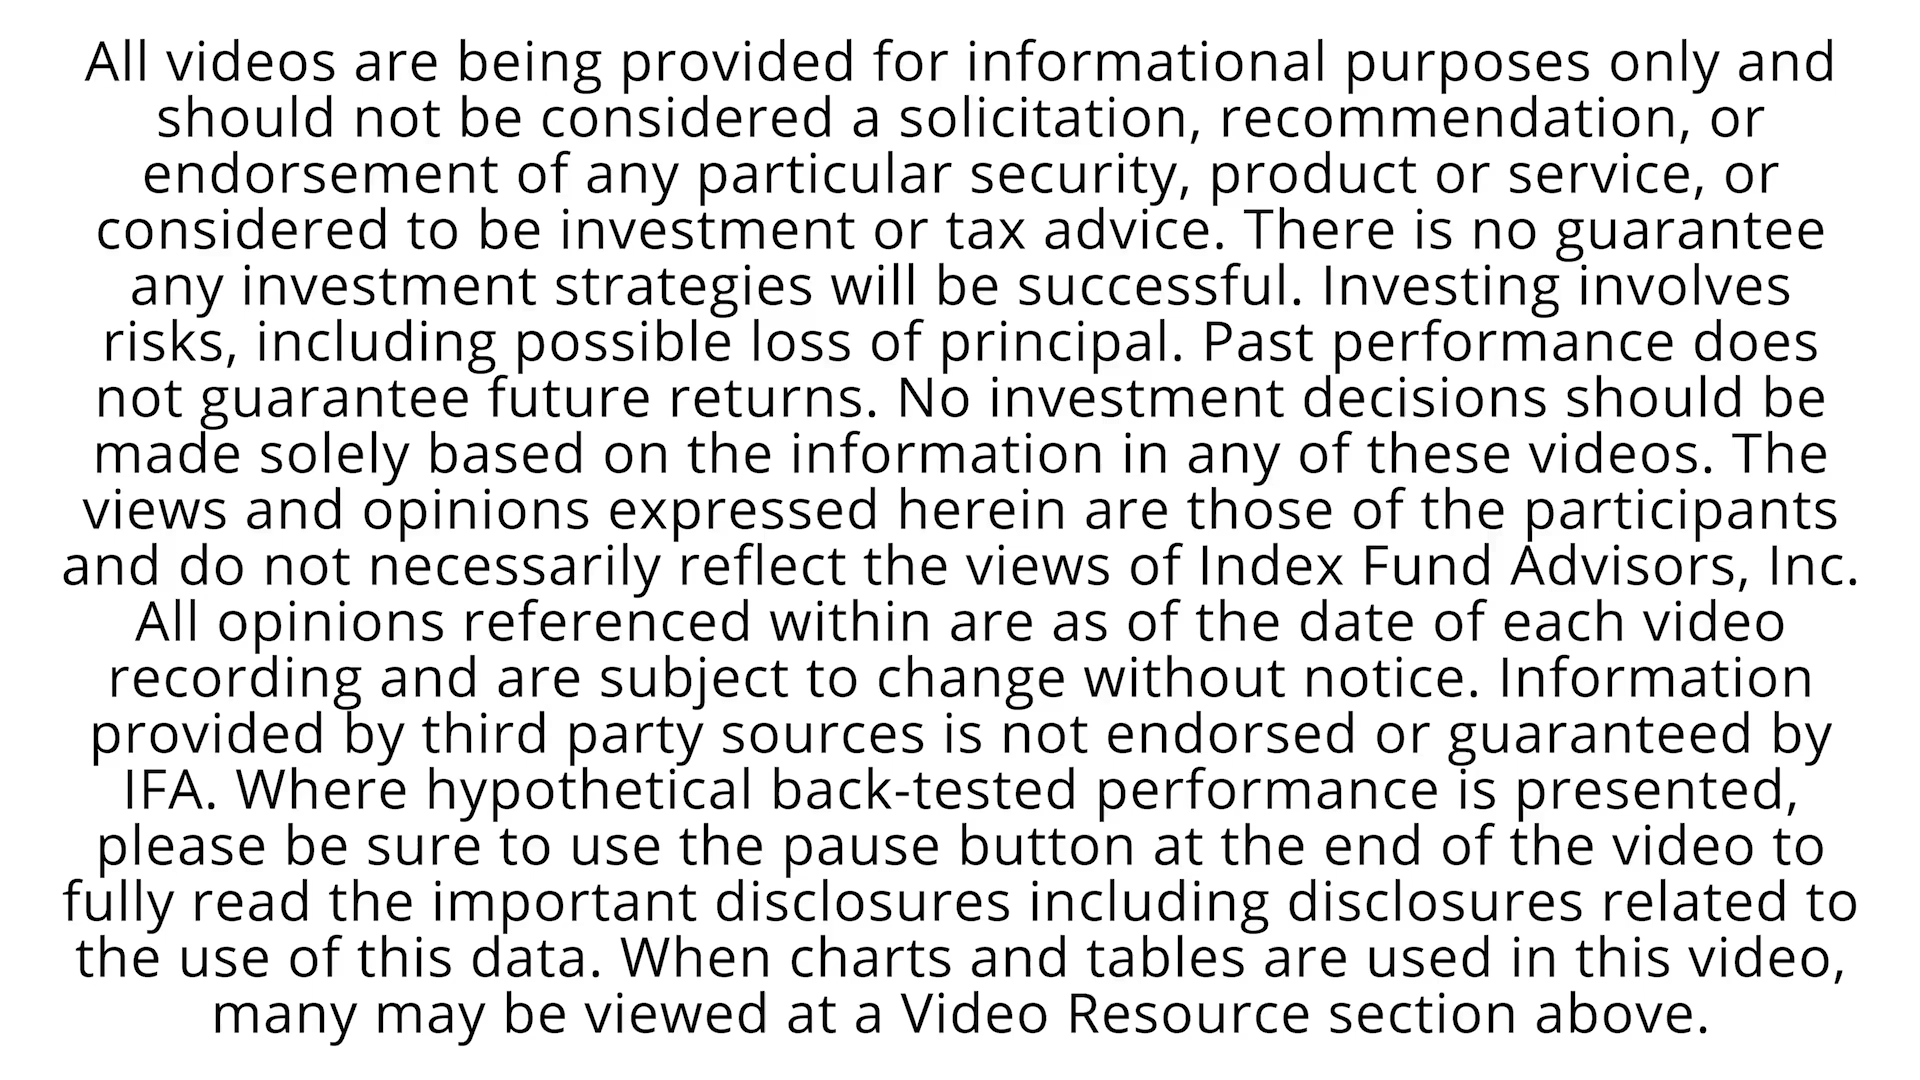 All videos are being provided for informational purposes only and
should not be considered a solicitation, recommendation, or
endorsement of any particular security, product or service, or
considered to be investment or tax advice. There is no guarantee
any investment strategies will be successful. Investing involves
risks, including possible loss of principal. Past performance does
not guarantee future returns. No investment decisions should be
made solely based on the information in any of these videos. The
views and opinions expressed herein are those of the participants
and do not necessarily reflect the views of Index Fund Advisors, Inc.
All opinions referenced within are as of the date of each video
recording and are subject to change without notice. Information
provided by third party sources is not endorsed or guaranteed by
IFA. Where hypothetical back-tested performance is presented,
please be sure to use the pause button at the end of the video to
fully read the important disclosures including disclosures related to
the use of this data. When charts and tables are used in this video,
many may be viewed at a Video Resource section above.